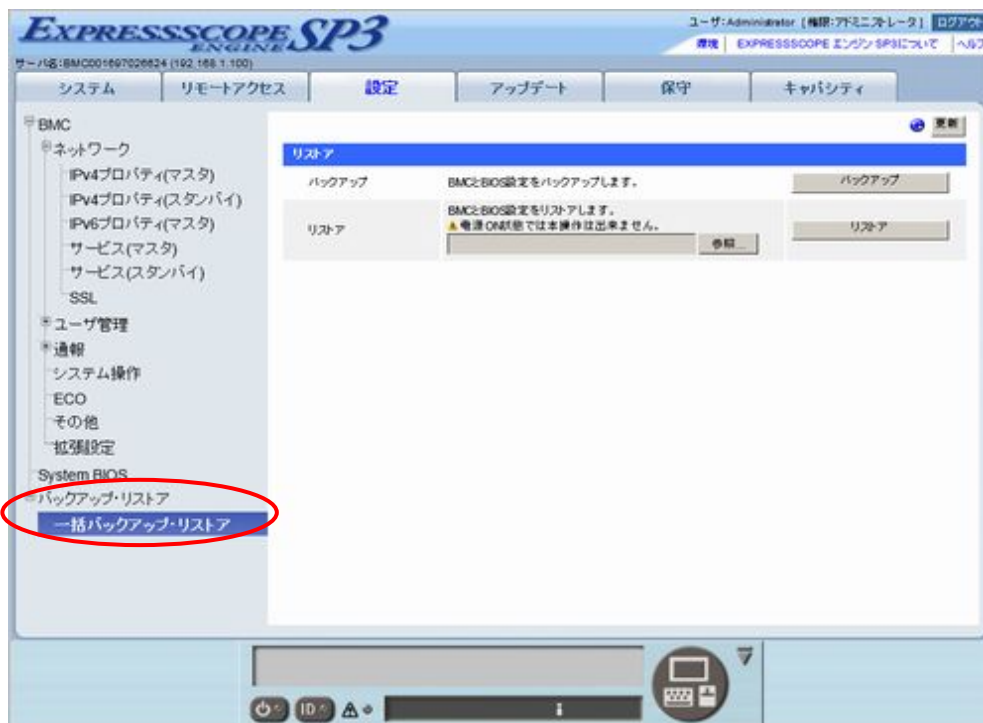 EXPRESSSCOPE
ENGINE SP3
ユーザ:Administrator [権限:アドミニストレータ] ログアウト
環境 EXPRESSSCOPE エンジン SP3について ヘルプ
サーバ名:BMC001697026624 (192.168.1.100)
システム リモートアクセス 設定 アップデート 保守 キャパシティ
更新
BMC
ネットワーク
IPv4プロパティ(マスタ)
IPv4プロパティ(スタンバイ)
IPv6プロパティ(マスタ)
サービス(マスタ)
サービス(スタンバイ)
SSL
ユーザ管理
通報
システム操作
ECO
その他
拡張設定
System BIOS
バックアップ・リストア
一括バックアップ・リストア
リストア
バックアップ BMCとBIOS設定をバックアップします。 バックアップ
リストア BMCとBIOS設定をリストアします。
電源ON状態では本操作は出来ません。
参照... リストア
ID